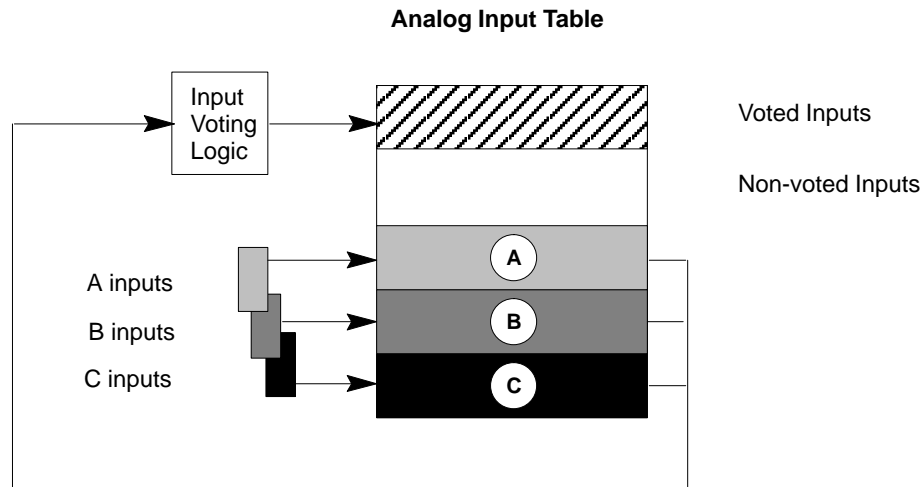 Analog Input Table
Input
Voting
Logic
Voted Inputs
Non-voted Inputs
A inputs
A
B inputs
B
C inputs
C